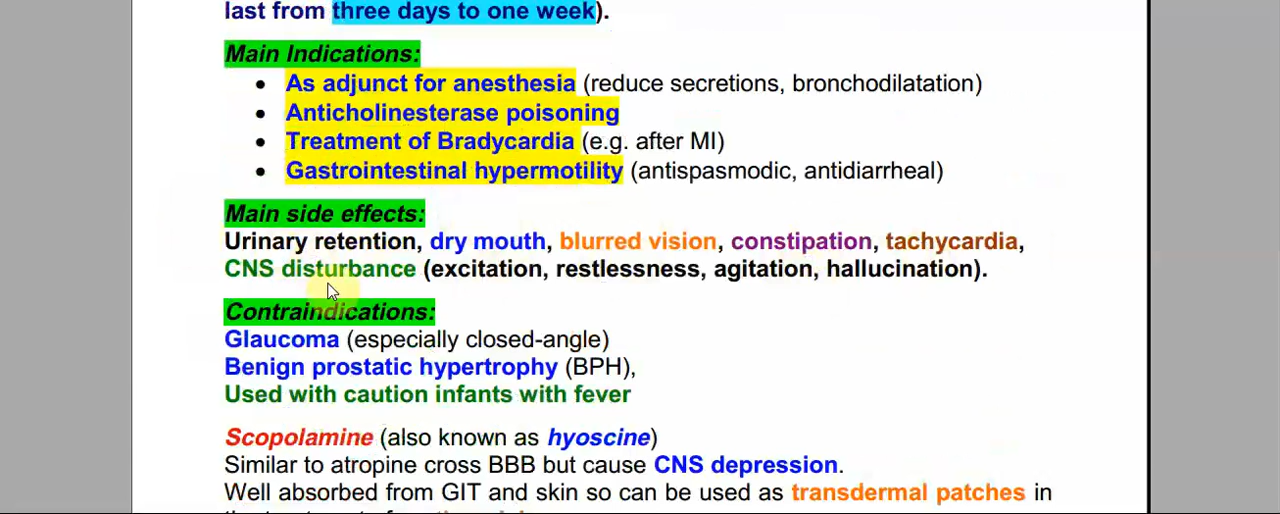 last from three days to one week).
Main Indications:
• As adjunct for anesthesia (reduce secretions, bronchodilatation)
• Anticholinesterase poisoning
• Treatment of Bradycardia (e.g. after MI)
• Gastrointestinal hypermotility (antispasmodic, antidiarrheal)
Main side effects:
Urinary retention, dry mouth, blurred vision, constipation, tachycardia,
CNS disturbance (excitation, restlessness, agitation, hallucination).
Contraindications:
Glaucoma (especially closed-angle)
Benign prostatic hypertrophy (BPH),
Used with caution infants with fever
Scopolamine (also known as hyoscine)
Similar to atropine cross BBB but cause CNS depression.
Well absorbed from GIT and skin so can be used as transdermal patches in